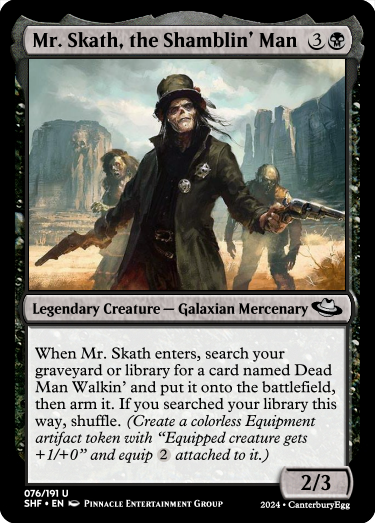 Mr. Skath, the Shamblin’ Man 3
Legendary Creature — Galaxian Mercenary
When Mr. Skath enters, search your
graveyard or library for a card named Dead
Man Walkin’ and put it onto the battlefield,
then arm it. If you searched your library this
way, shuffle. (Create a colorless Equipment
artifact token with “Equipped creature gets
+1/+0” and equip 2 attached to it.)
2/3
076/191 U
SHF • EN Pinnacle Entertainment Group
2024 • CanterburyEgg